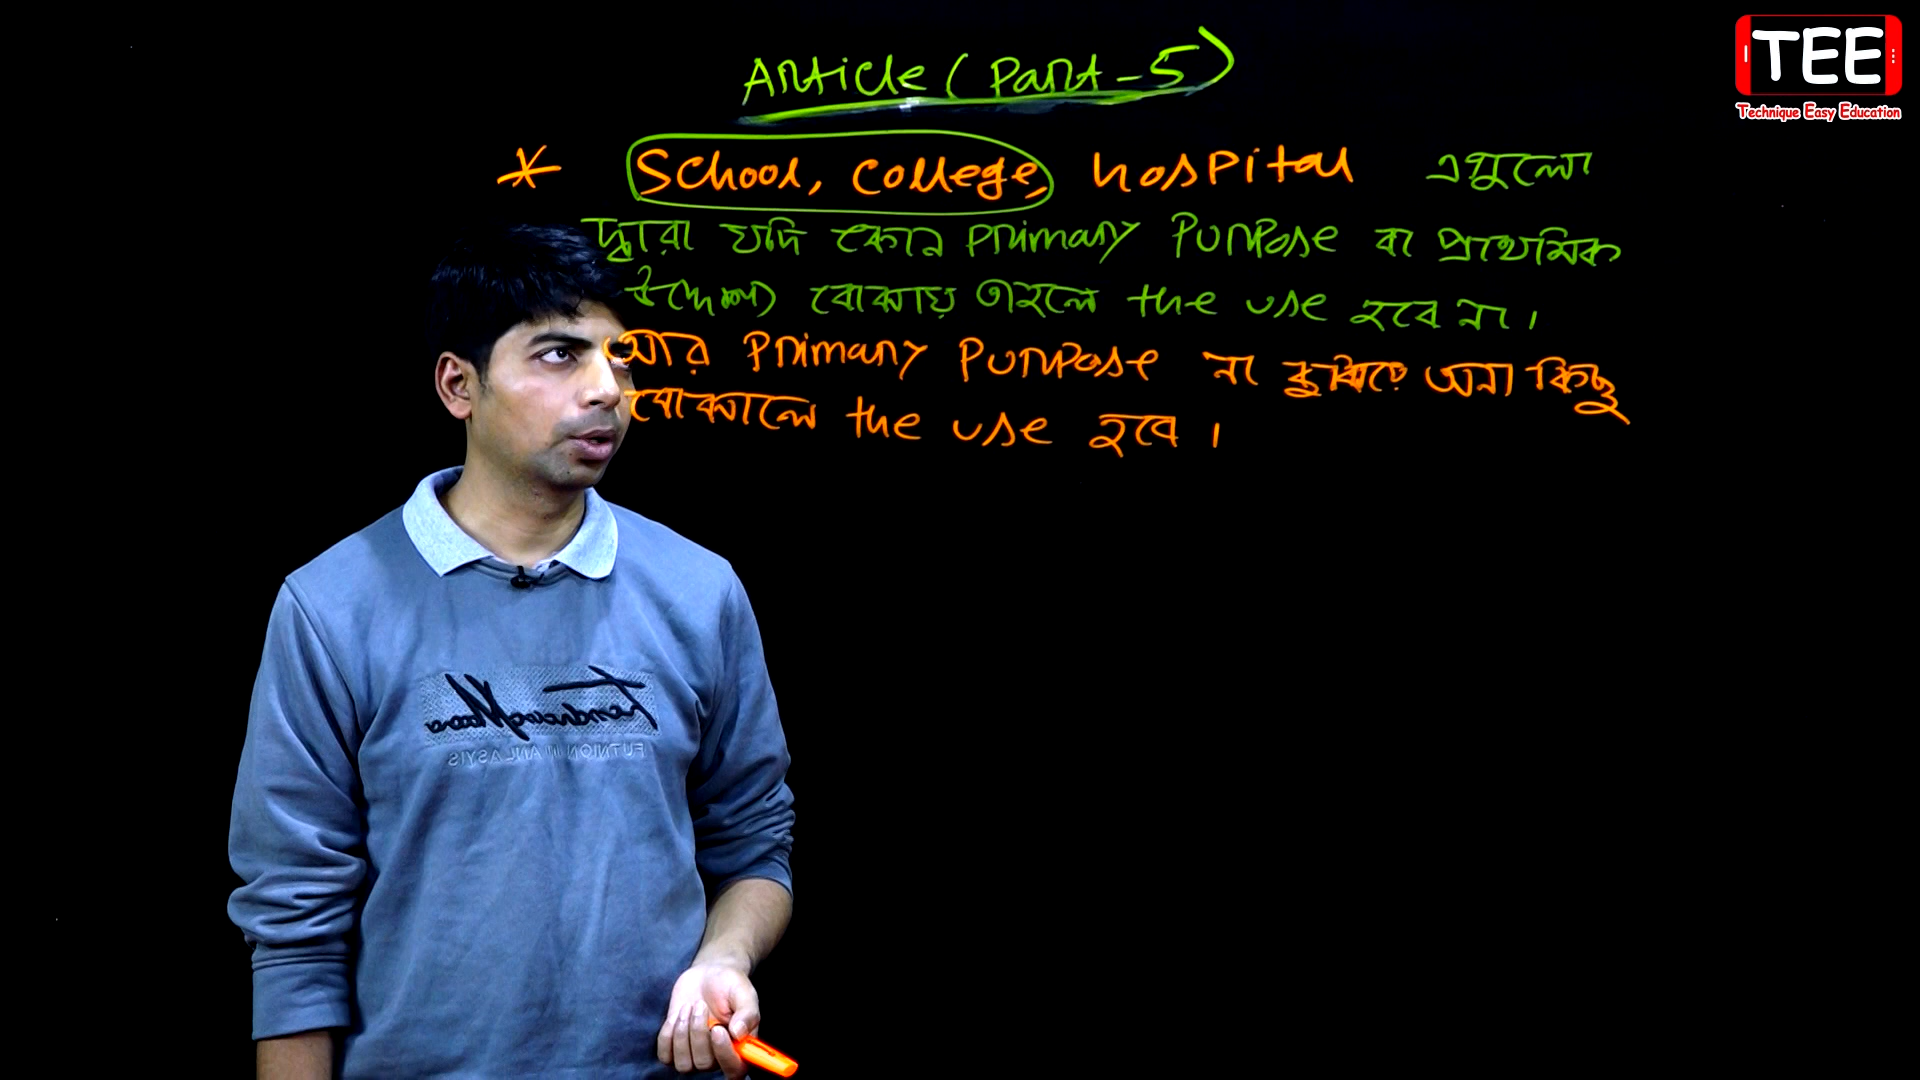 Article (Part-5)
TEE
Technique Easy Education
* School, College, hospital এগুলো
দ্বারা যদি কোন Primary Purpose বা প্রাথমিক
উদ্দেশ্য বোঝায় তাহলে the use হবে না।
আর Primary Purpose না বুঝিয়ে অন্য কিছু
বোঝালে the use হবে।